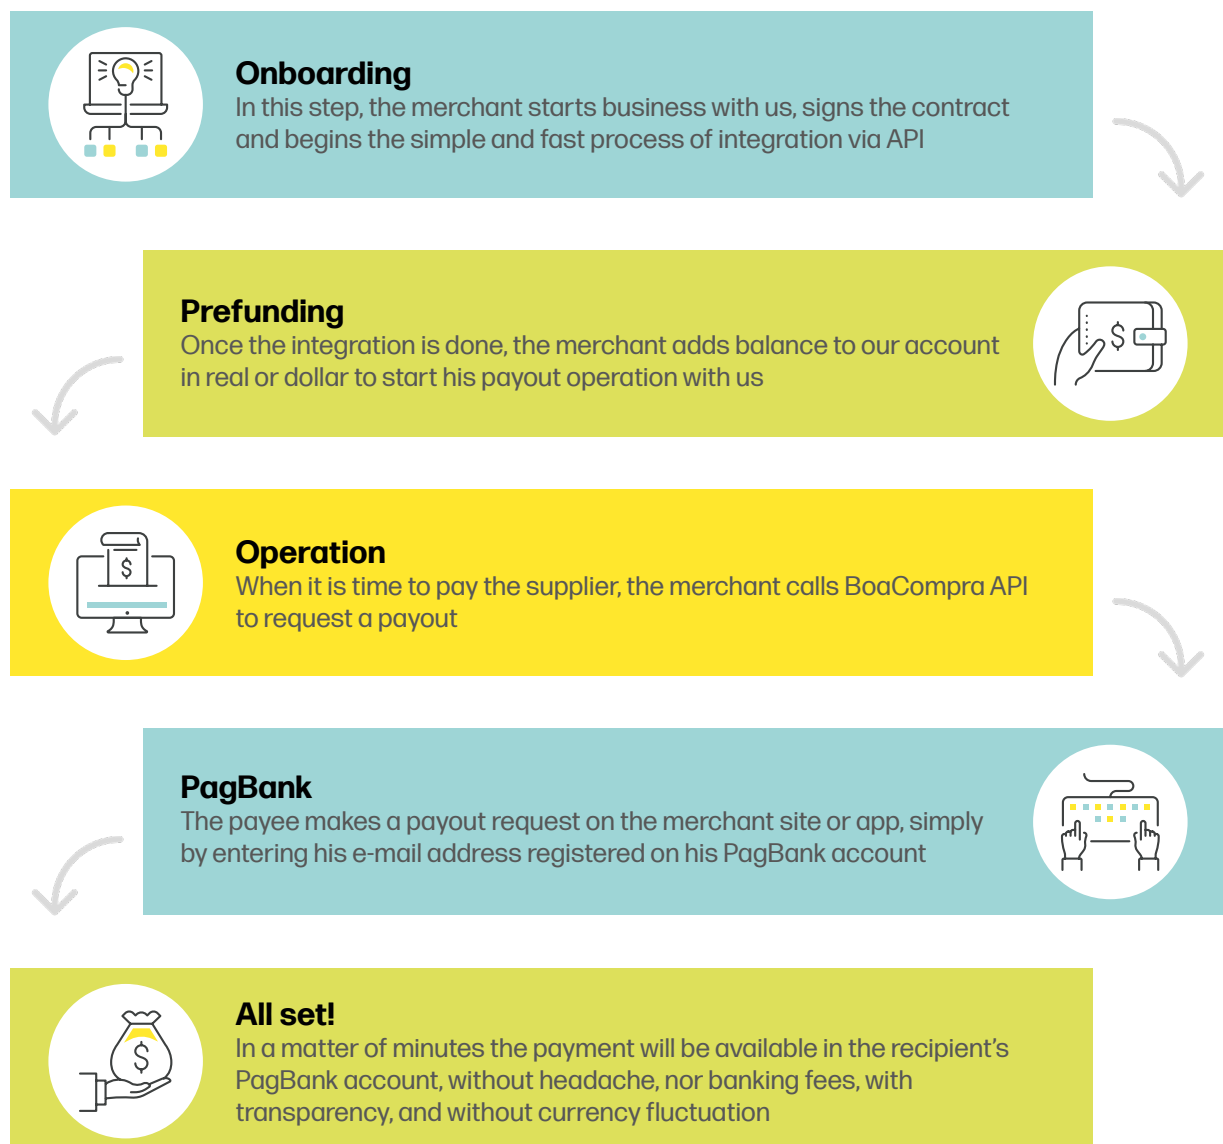 Onboarding
In this step, the merchant starts business with us, signs the contract
and begins the simple and fast process of integration via API
Prefunding
Once the integration is done, the merchant adds balance to our account
in real or dollar to start his payout operation with us
$
Operation
When it is time to pay the supplier, the merchant calls BoaCompra API
to request a payout
$
PagBank
The payee makes a payout request on the merchant site or app, simply
by entering his e-mail address registered on his PagBank account
All set!
In a matter of minutes the payment will be available in the recipient's
PagBank account, without headache, nor banking fees, with
transparency, and without currency fluctuation
$